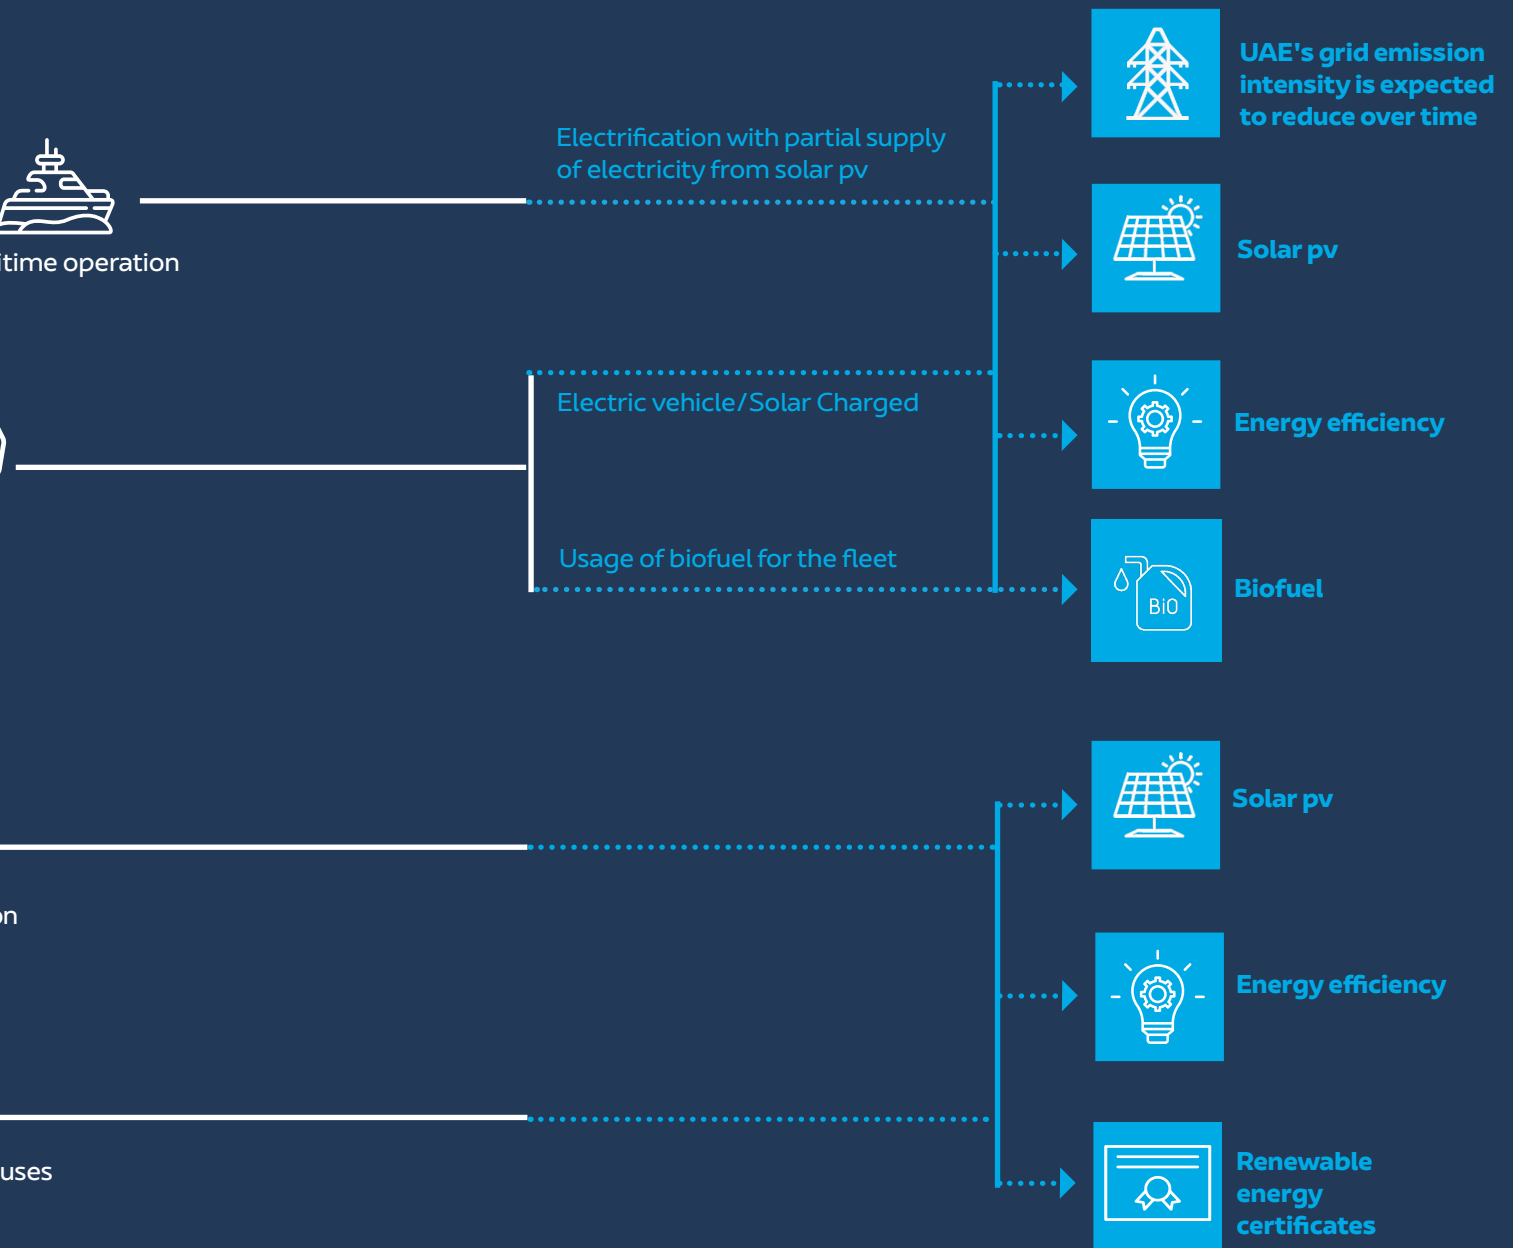 UAE's grid emission
intensity is expected
to reduce over time
Electrification with partial supply
of electricity from solar pv
Solar pv
itime operation
Electric vehicle/Solar Charged
Energy efficiency
Usage of biofuel for the fleet
BiO
Biofuel
Solar pv
on
Energy efficiency
uses
Renewable
energy
certificates